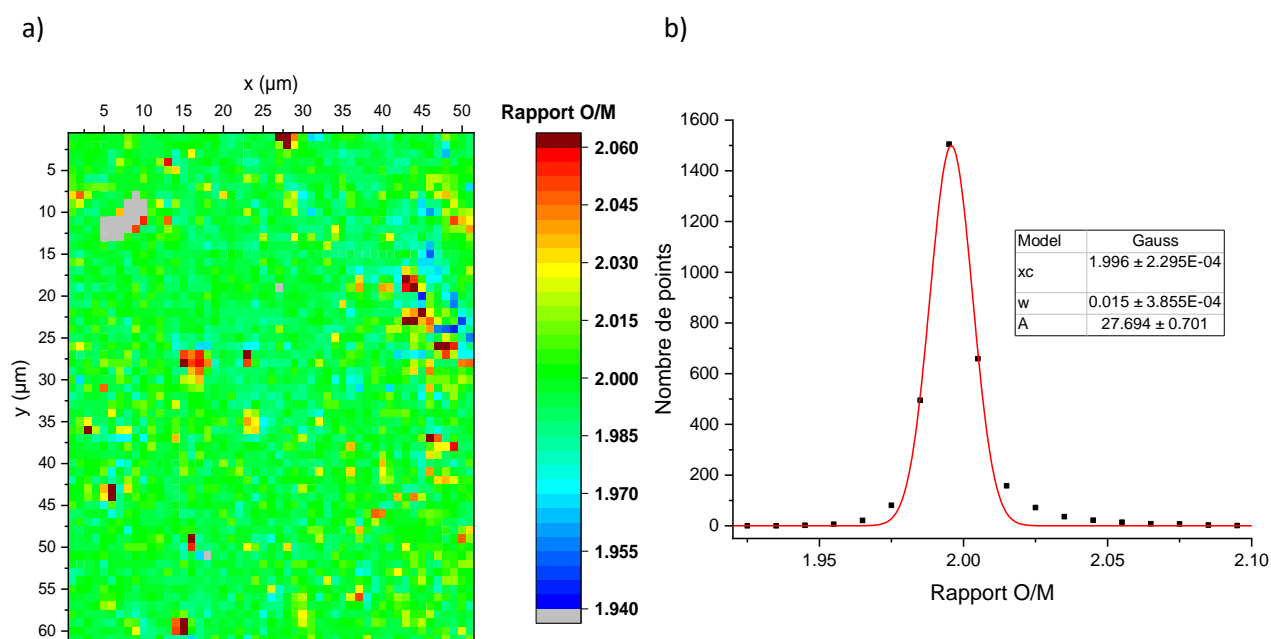 a)
x (µm)
5 10 15 20 25 30 35 40 45 50
y (µm)
5
10
15
20
25
30
35
40
45
50
55
60
Rapport O/M
2.060
2.045
2.030
2.015
2.000
1.985
1.970
1.955
1.940
b)
Nombre de points
1600
1400
1200
1000
800
600
400
200
0
1.95 2.00 2.05 2.10
Rapport O/M
Model Gauss
xc 1.996 ± 2.295E-04
w 0.015 ± 3.855E-04
A 27.694 ± 0.701